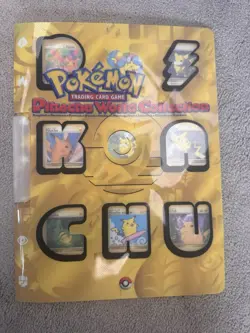 P i
POKéMON
TRADING CARD GAME
Pikachu World Collection
K A
C H U